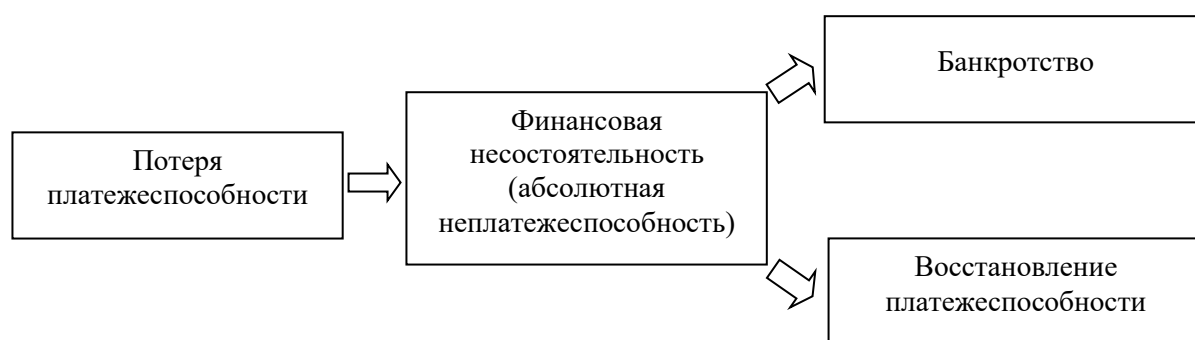 Потеря
платежеспособности
Финансовая
несостоятельность
(абсолютная
неплатежеспособность)
Банкротство
Восстановление
платежеспособности